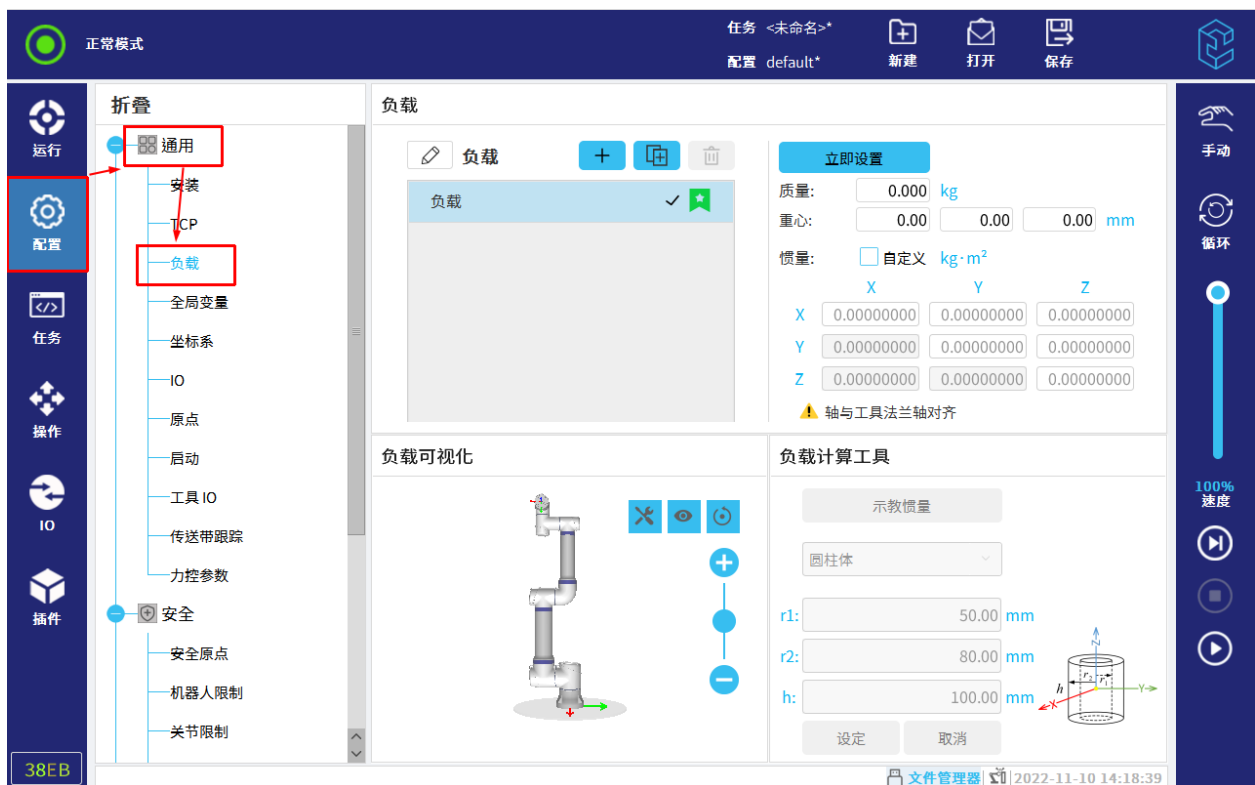 正常模式
任务 <未命名>*
配置 default*
新建
打开
保存
运行
配置
任务
操作
IO
插件
38EB
折叠
通用
安装
TCP
负载
全局变量
坐标系
IO
原点
启动
工具 IO
传送带跟踪
力控参数
安全
安全原点
机器人限制
关节限制
负载
负载
负载
立即设置
质量: 0.000 kg
重心: 0.00 0.00 0.00 mm
惯量: 自定义 kg·m²
X Y Z
X 0.00000000 0.00000000 0.00000000
Y 0.00000000 0.00000000 0.00000000
Z 0.00000000 0.00000000 0.00000000
轴与工具法兰轴对齐
负载可视化
负载计算工具
示教惯量
圆柱体
r1: 50.00 mm
r2: 80.00 mm
h: 100.00 mm
设定 取消
Z
h r₂ r₁ Y
X
手动
循环
100%
速度
文件管理器 2022-11-10 14:18:39